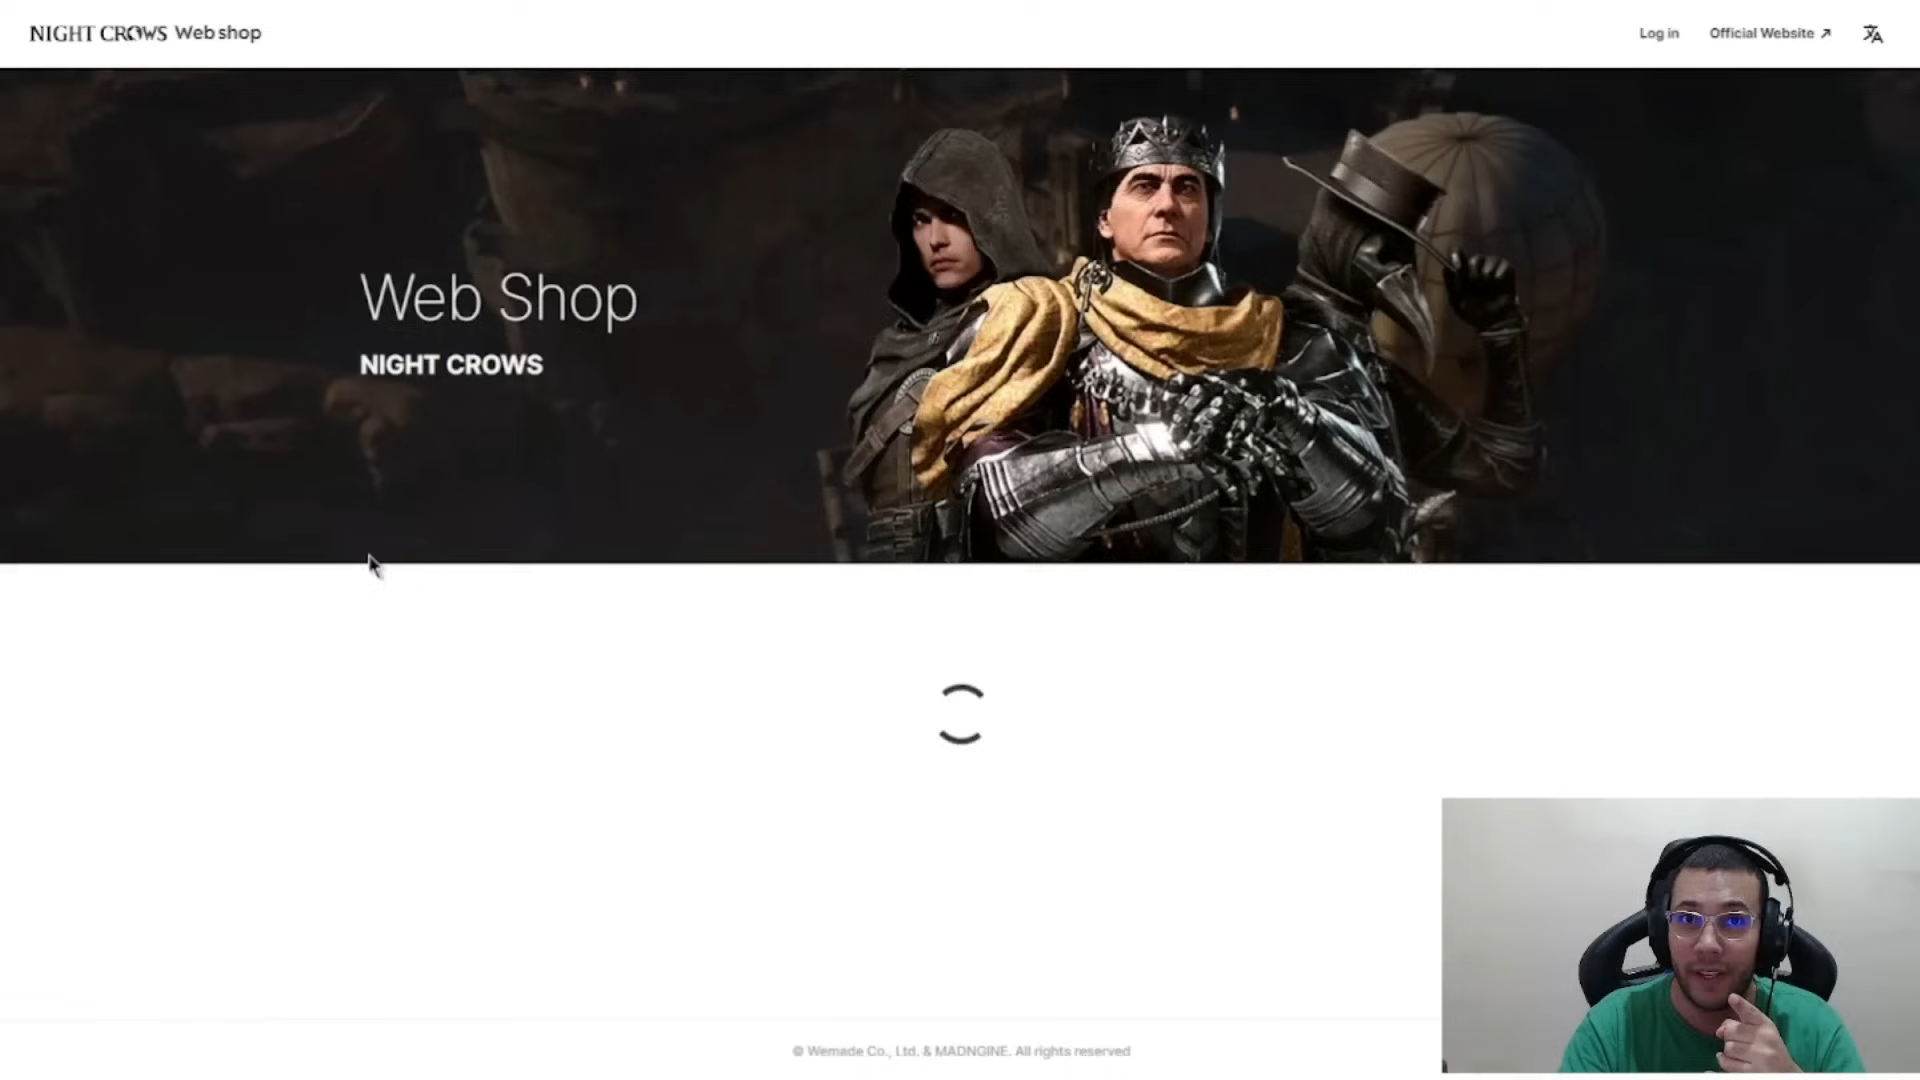 NIGHT CROWS Web shop
Log in
Official Website
Web Shop
NIGHT CROWS
© Wemade Co., Ltd. & MADNGINE. All rights reserved